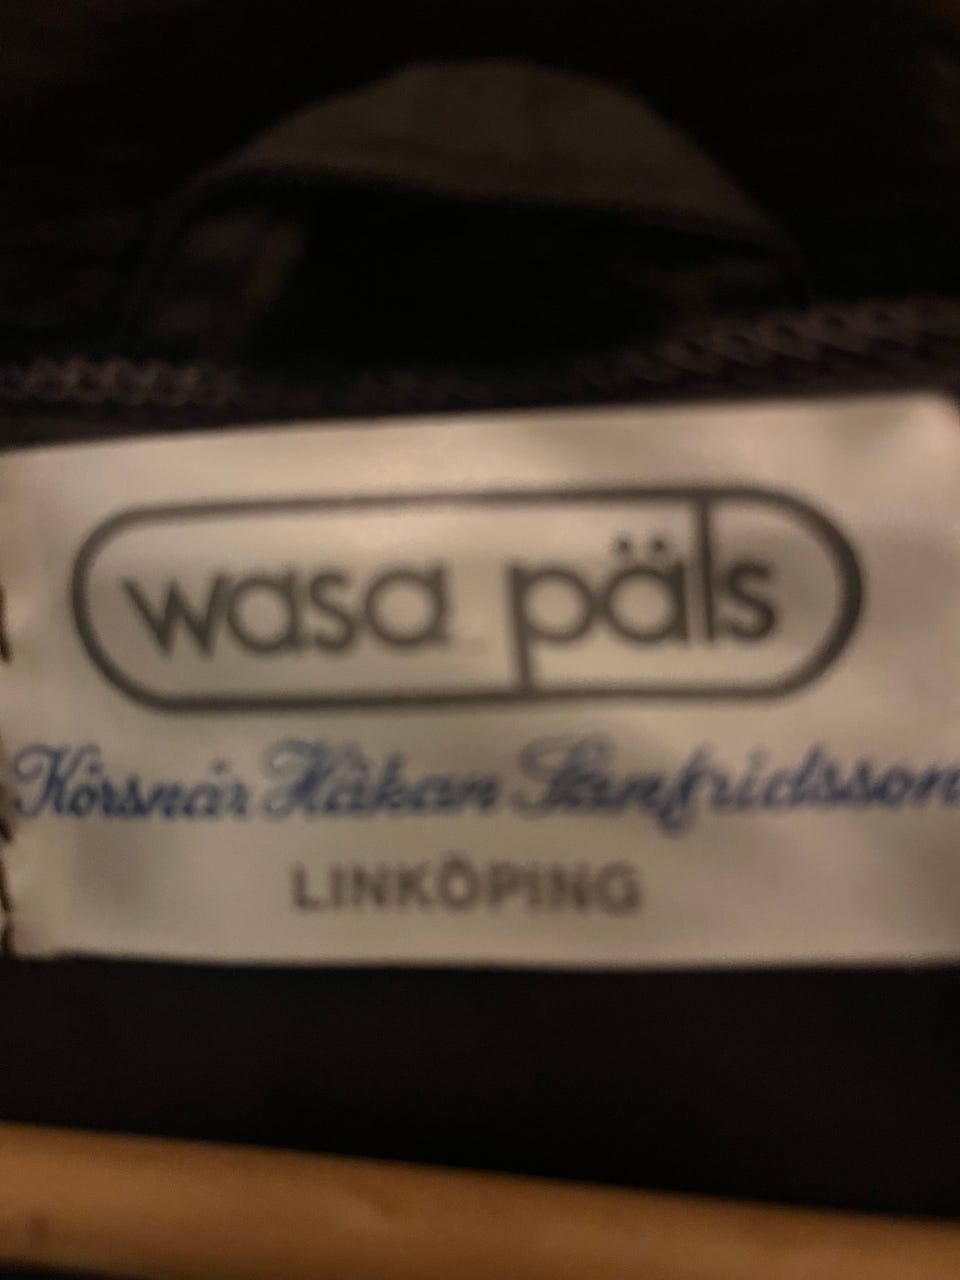 wasa päls
Körsnär Håkan Sanfridsson
LINKÖPING